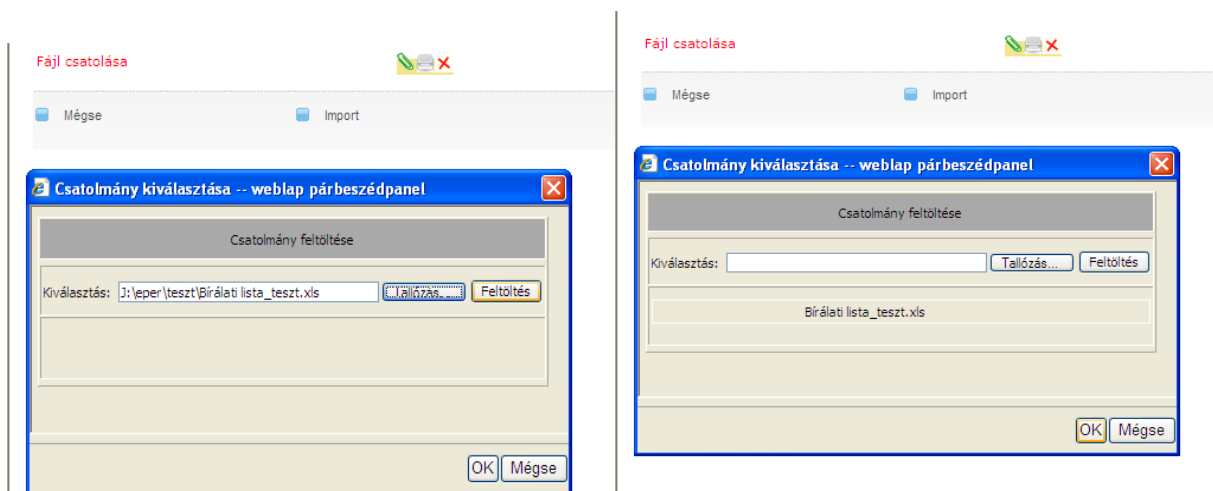 Fájl csatolása
Mégse Import
Csatolmány kiválasztása -- weblap párbeszédpanel
Csatolmány feltöltése
Kiválasztás: J:\eper\teszt\Bírálati lista_teszt.xls Tallózás... Feltöltés
OK Mégse
Fájl csatolása
Mégse Import
Csatolmány kiválasztása -- weblap párbeszédpanel
Csatolmány feltöltése
Kiválasztás: Tallózás... Feltöltés
Bírálati lista_teszt.xls
OK Mégse